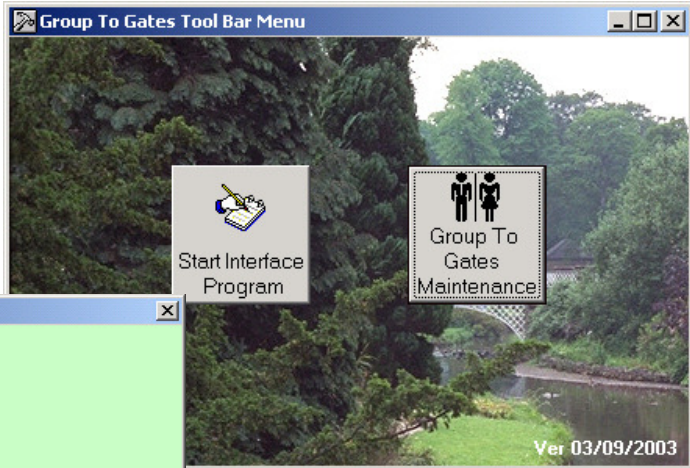 Group To Gates Tool Bar Menu
Start Interface
Program
Group To
Gates
Maintenance
Ver 03/09/2003